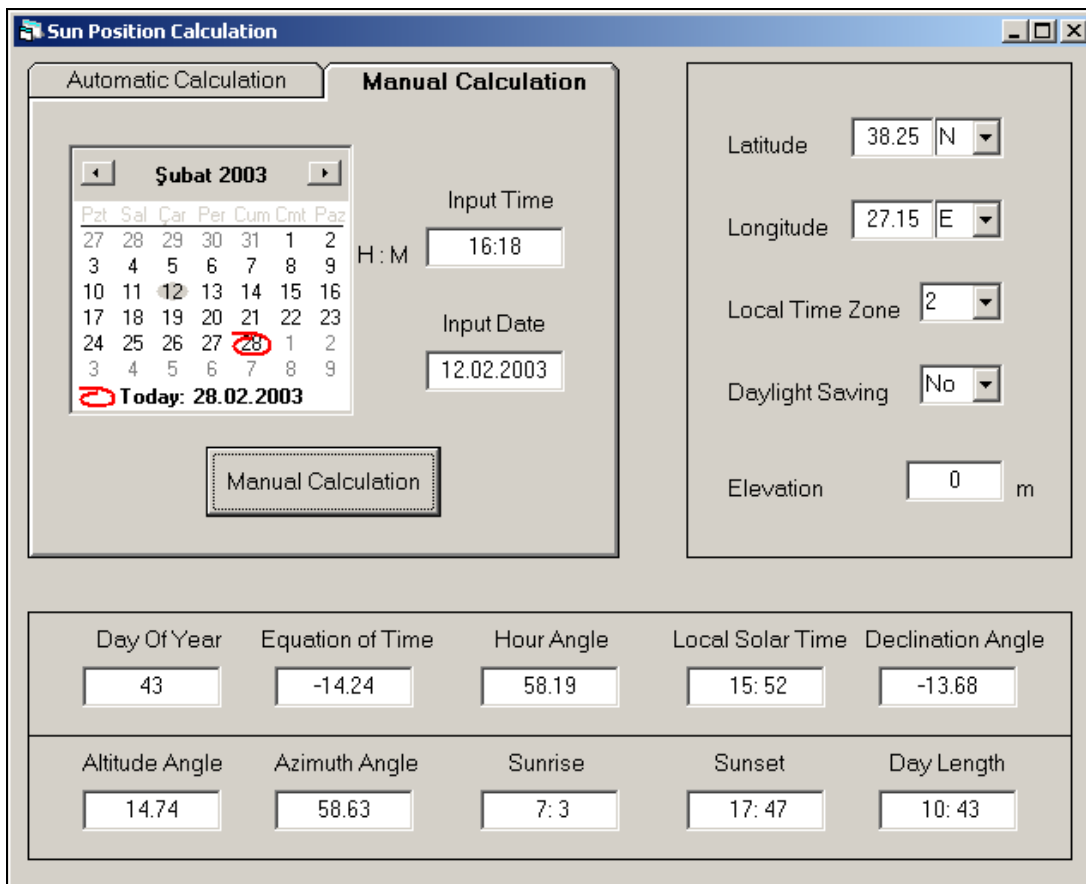 Sun Position Calculation
Automatic Calculation Manual Calculation
Şubat 2003
Pzt Sal Çar Per Cum Cmt Paz
27 28 29 30 31 1 2
3 4 5 6 7 8 9
10 11 12 13 14 15 16
17 18 19 20 21 22 23
24 25 26 27 28 1 2
3 4 5 6 7 8 9
Today: 28.02.2003
H : M
Input Time
16:18
Input Date
12.02.2003
Manual Calculation
Latitude 38.25 N
Longitude 27.15 E
Local Time Zone 2
Daylight Saving No
Elevation 0 m
Day Of Year Equation of Time Hour Angle Local Solar Time Declination Angle
43 -14.24 58.19 15: 52 -13.68
Altitude Angle Azimuth Angle Sunrise Sunset Day Length
14.74 58.63 7: 3 17: 47 10: 43